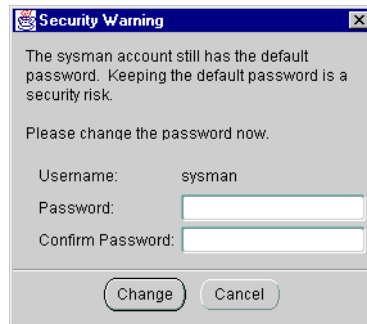 Security Warning
The sysman account still has the default
password. Keeping the default password is a
security risk.
Please change the password now.
Username: sysman
Password:
Confirm Password:
Change Cancel